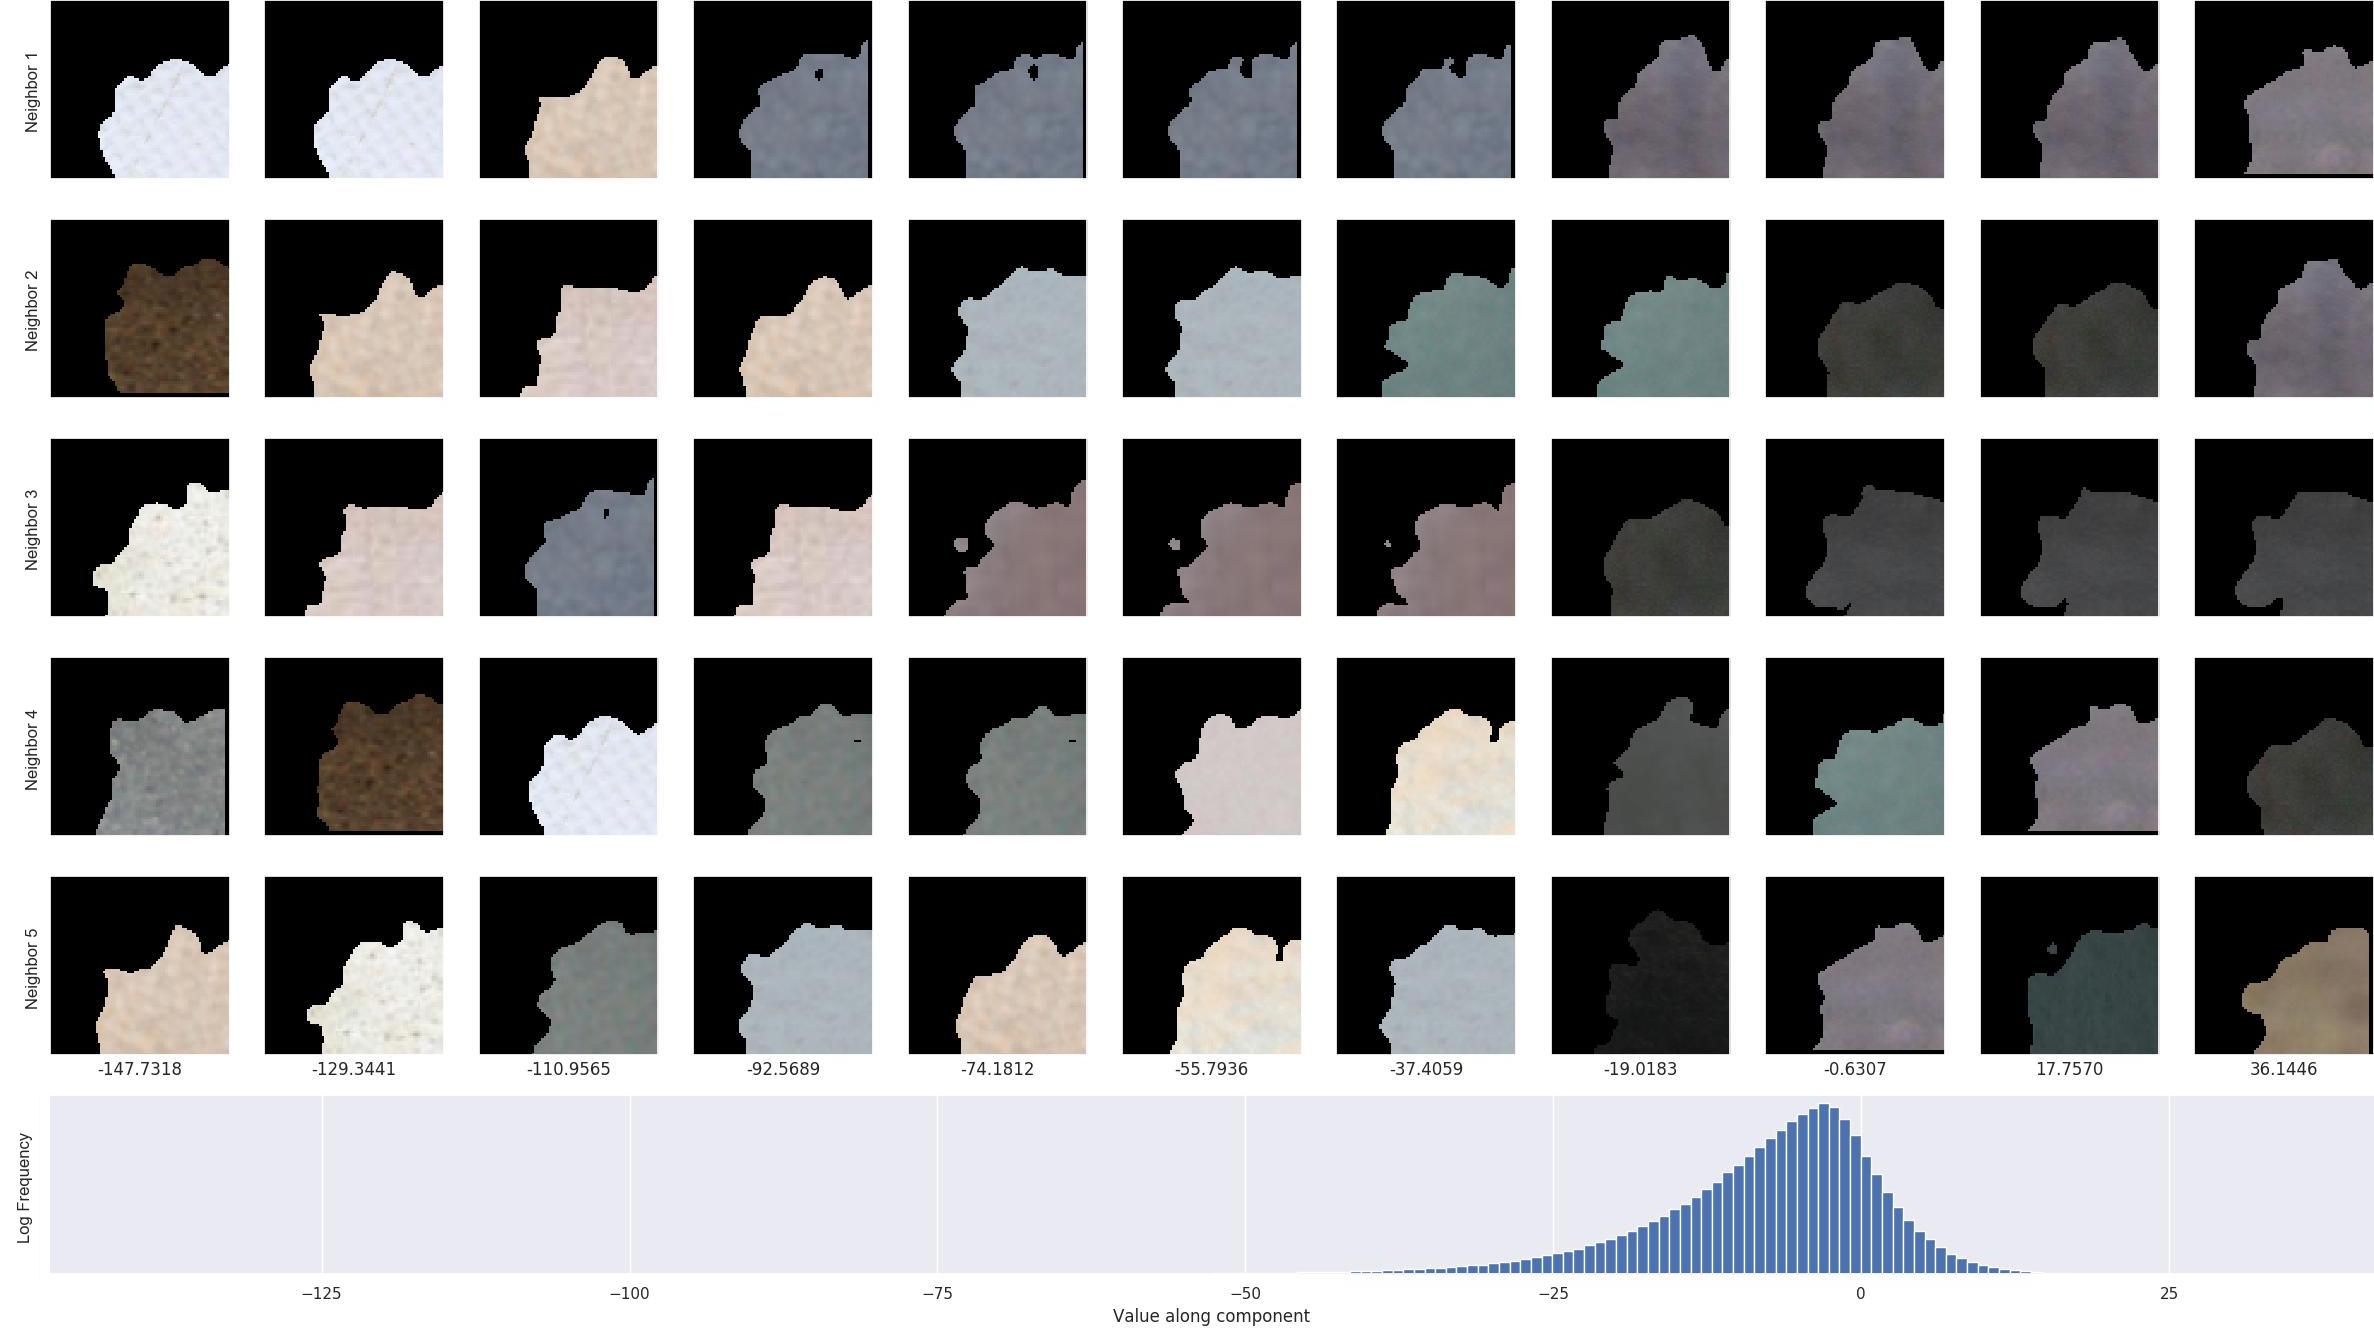 Neighbor 1
Neighbor 2
Neighbor 3
Neighbor 4
Neighbor 5
-147.7318 -129.3441 -110.9565 -92.5689 -74.1812 -55.7936 -37.4059 -19.0183 -0.6307 17.7570 36.1446
Log Frequency
−125 −100 −75 −50 −25 0 25
Value along component